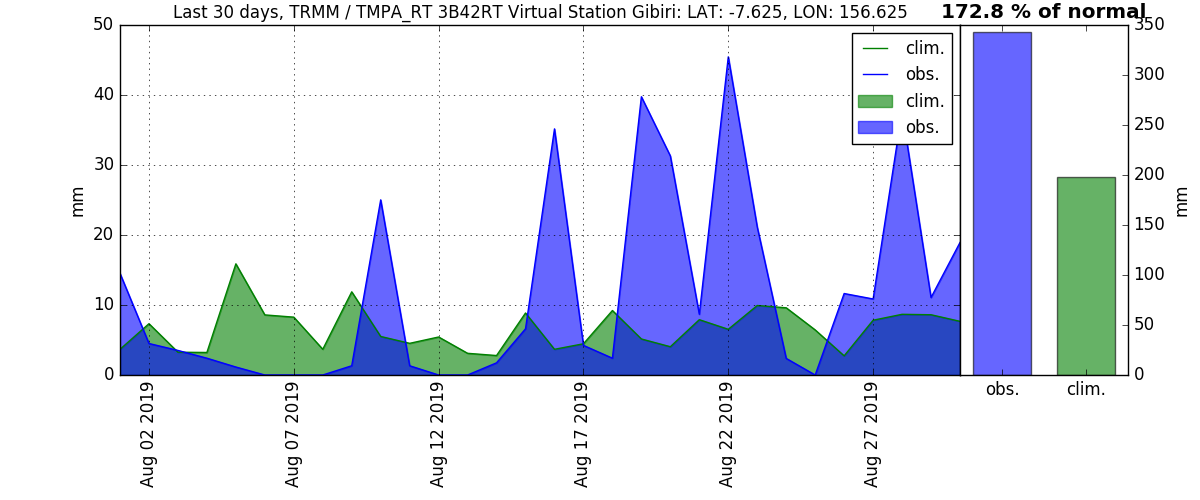 Last 30 days, TRMM / TMPA_RT 3B42RT Virtual Station Gibiri: LAT: -7.625, LON: 156.625
172.8 % of normal
50
40
30
20
10
0
mm
clim.
obs.
clim.
obs.
350
300
250
200
150
100
50
0
mm
obs.
clim.
Aug 02 2019
Aug 07 2019
Aug 12 2019
Aug 17 2019
Aug 22 2019
Aug 27 2019